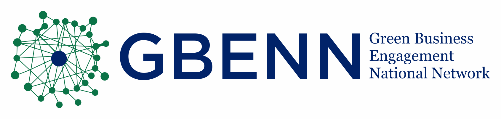 GBENN
Green Business
Engagement
National Network